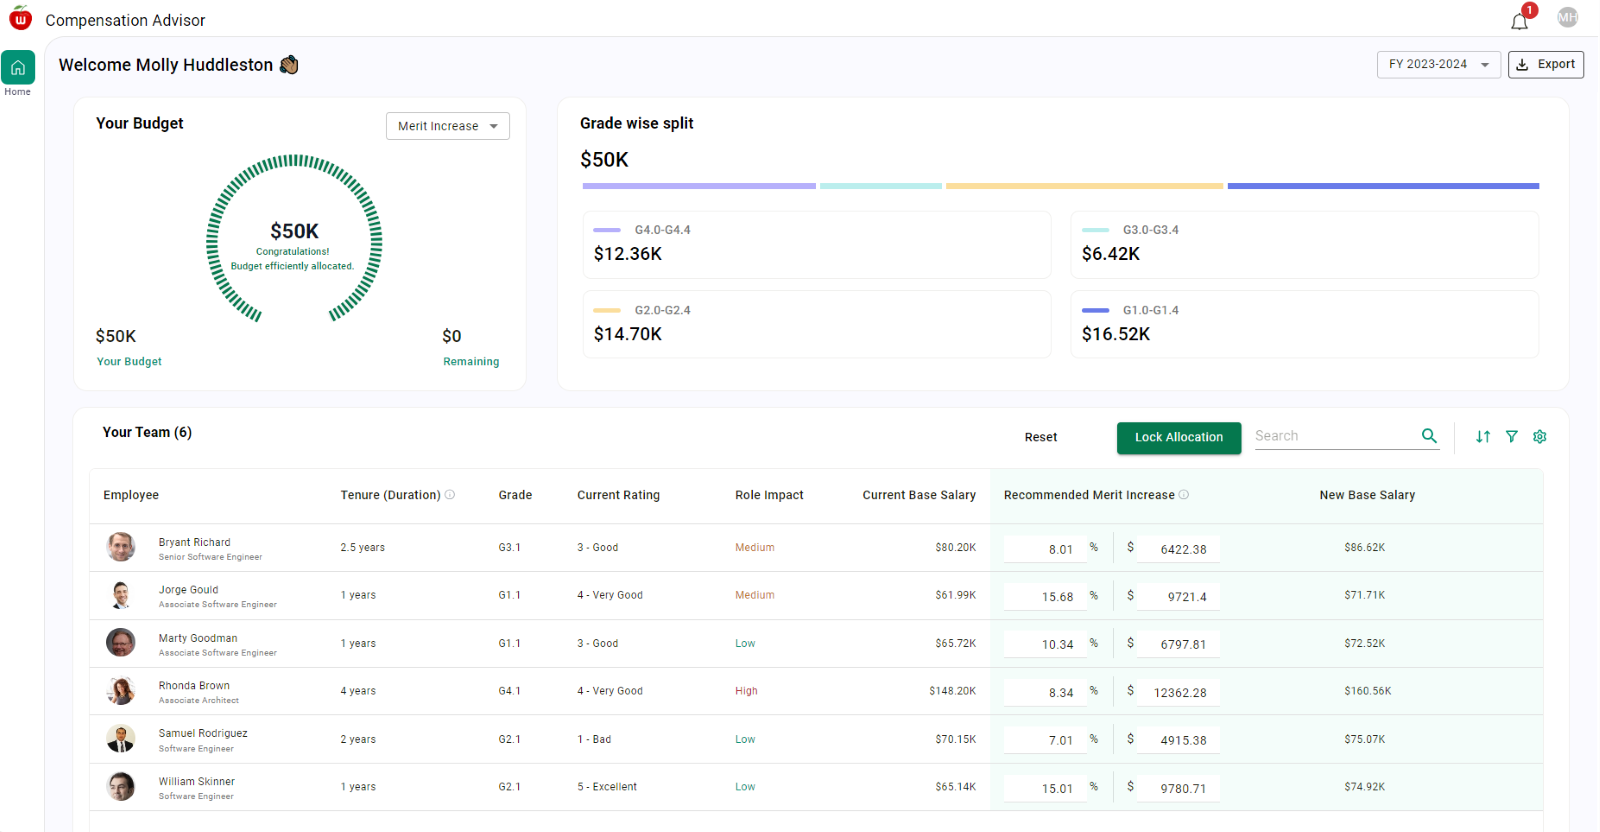 w Compensation Advisor
1
MH
Home
Welcome Molly Huddleston
FY 2023-2024
Export
Your Budget
Merit Increase
$50K
Congratulations!
Budget efficiently allocated.
$50K
$0
Your Budget
Remaining
Grade wise split
$50K
G4.0-G4.4
$12.36K
G3.0-G3.4
$6.42K
G2.0-G2.4
$14.70K
G1.0-G1.4
$16.52K
Your Team (6)
Reset
Lock Allocation
Search
Employee Tenure (Duration) Grade Current Rating Role Impact Current Base Salary Recommended Merit Increase New Base Salary
Bryant Richard
Senior Software Engineer
2.5 years G3.1 3 - Good Medium $80.20K 8.01 % $ 6422.38 $86.62K
Jorge Gould
Associate Software Engineer
1 years G1.1 4 - Very Good Medium $61.99K 15.68 % $ 9721.4 $71.71K
Marty Goodman
Associate Software Engineer
1 years G1.1 3 - Good Low $65.72K 10.34 % $ 6797.81 $72.52K
Rhonda Brown
Associate Architect
4 years G4.1 4 - Very Good High $148.20K 8.34 % $ 12362.28 $160.56K
Samuel Rodriguez
Software Engineer
2 years G2.1 1 - Bad Low $70.15K 7.01 % $ 4915.38 $75.07K
William Skinner
Software Engineer
1 years G2.1 5 - Excellent Low $65.14K 15.01 % $ 9780.71 $74.92K